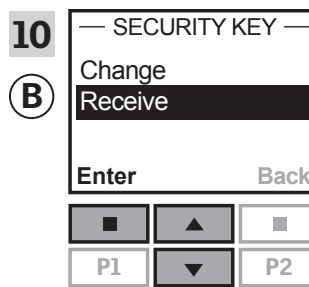 10
B
SECURITY KEY
Change
Receive
Enter Back
P1 P2